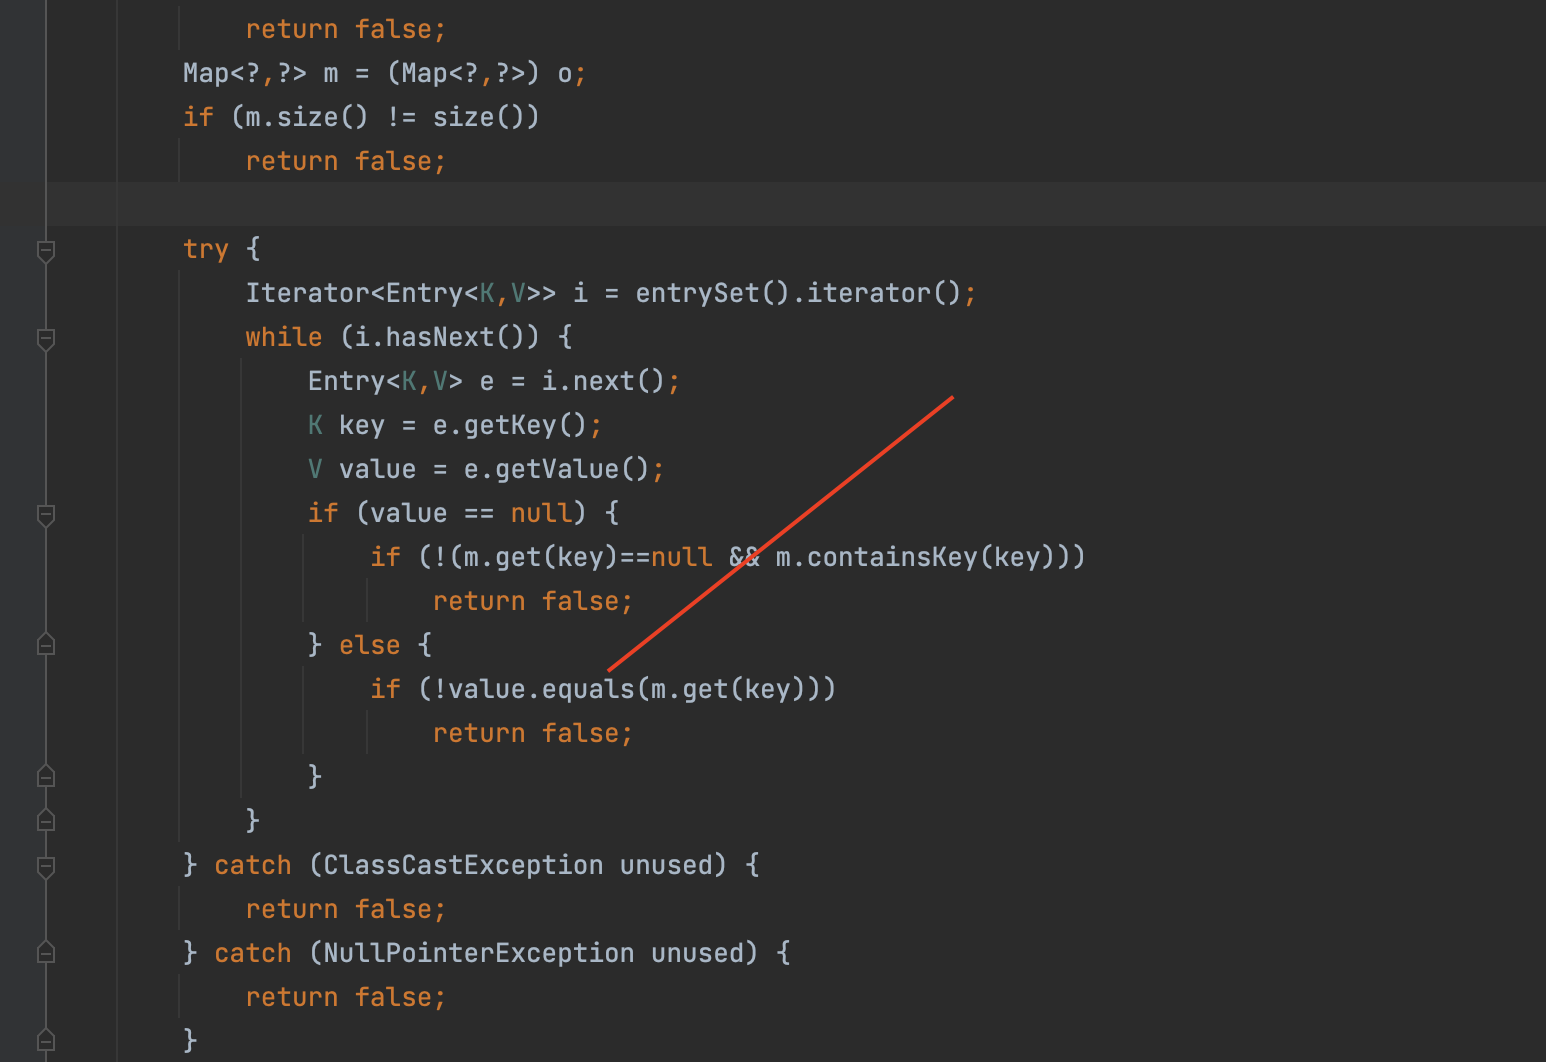 return false;
Map<?,?> m = (Map<?,?>) o;
if (m.size() != size())
return false;
try {
Iterator<Entry<K,V>> i = entrySet().iterator();
while (i.hasNext()) {
Entry<K,V> e = i.next();
K key = e.getKey();
V value = e.getValue();
if (value == null) {
if (!(m.get(key)==null && m.containsKey(key)))
return false;
} else {
if (!value.equals(m.get(key)))
return false;
}
}
} catch (ClassCastException unused) {
return false;
} catch (NullPointerException unused) {
return false;
}